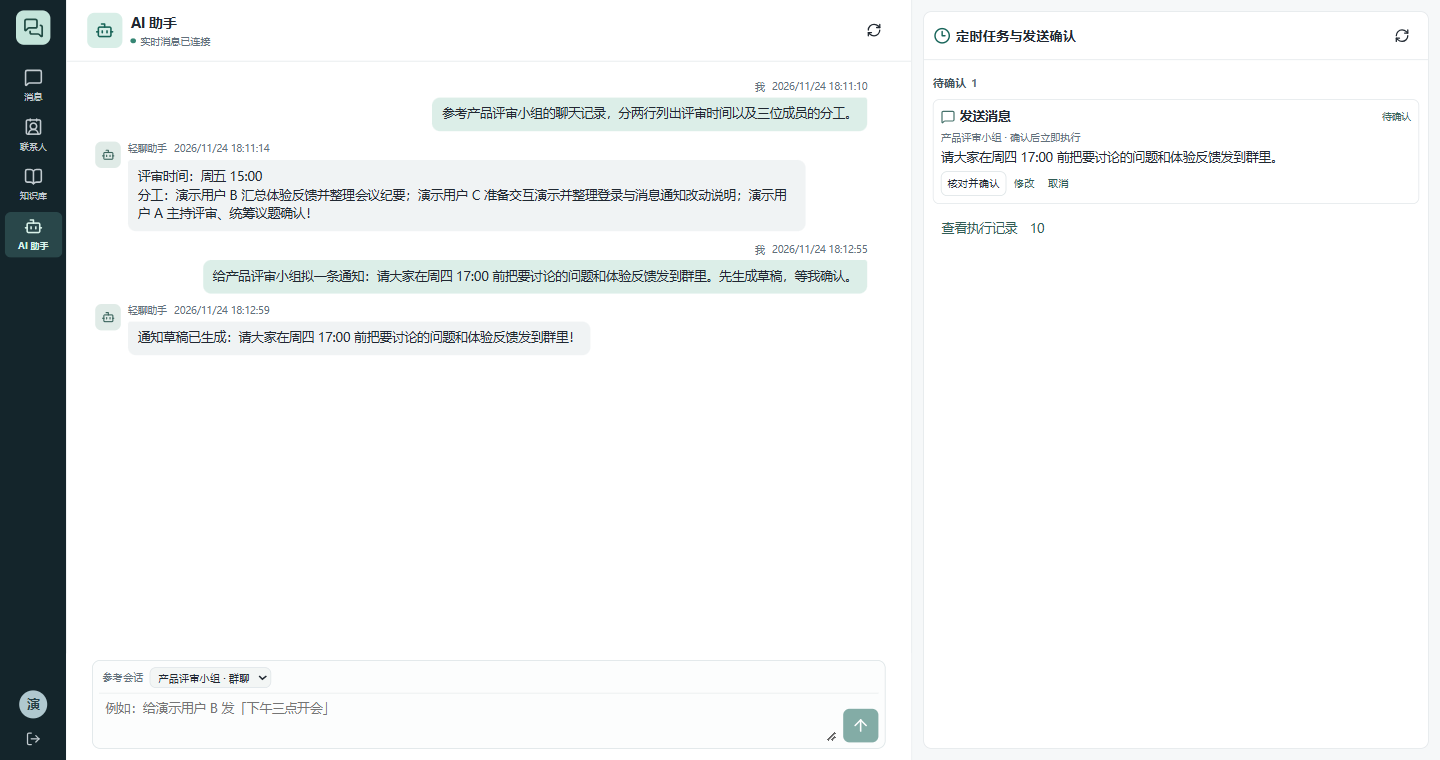 消息
联系人
知识库
AI 助手
演
AI 助手
实时消息已连接
我 2026/11/24 18:11:10
参考产品评审小组的聊天记录，分两行列出评审时间以及三位成员的分工。
轻聊助手 2026/11/24 18:11:14
评审时间：周五 15:00
分工：演示用户 B 汇总体验反馈并整理会议纪要；演示用户 C 准备交互演示并整理登录与消息通知改动说明；演示用
户 A 主持评审、统筹议题确认！
我 2026/11/24 18:12:55
给产品评审小组拟一条通知：请大家在周四 17:00 前把要讨论的问题和体验反馈发到群里。先生成草稿，等我确认。
轻聊助手 2026/11/24 18:12:59
通知草稿已生成：请大家在周四 17:00 前把要讨论的问题和体验反馈发到群里！
参考会话 产品评审小组 · 群聊
例如：给演示用户 B 发「下午三点开会」
定时任务与发送确认
待确认 1
发送消息 待确认
产品评审小组 · 确认后立即执行
请大家在周四 17:00 前把要讨论的问题和体验反馈发到群里。
核对并确认 修改 取消
查看执行记录 10